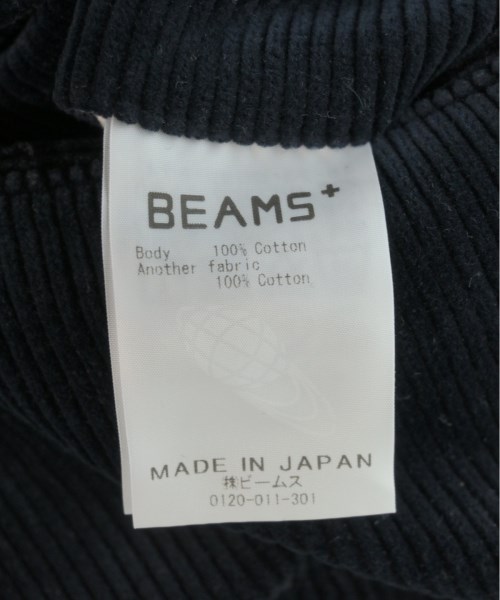 BEAMS+
Body 100% Cotton
Another fabric
100% Cotton
MADE IN JAPAN
㈱ビームス
0120-011-301